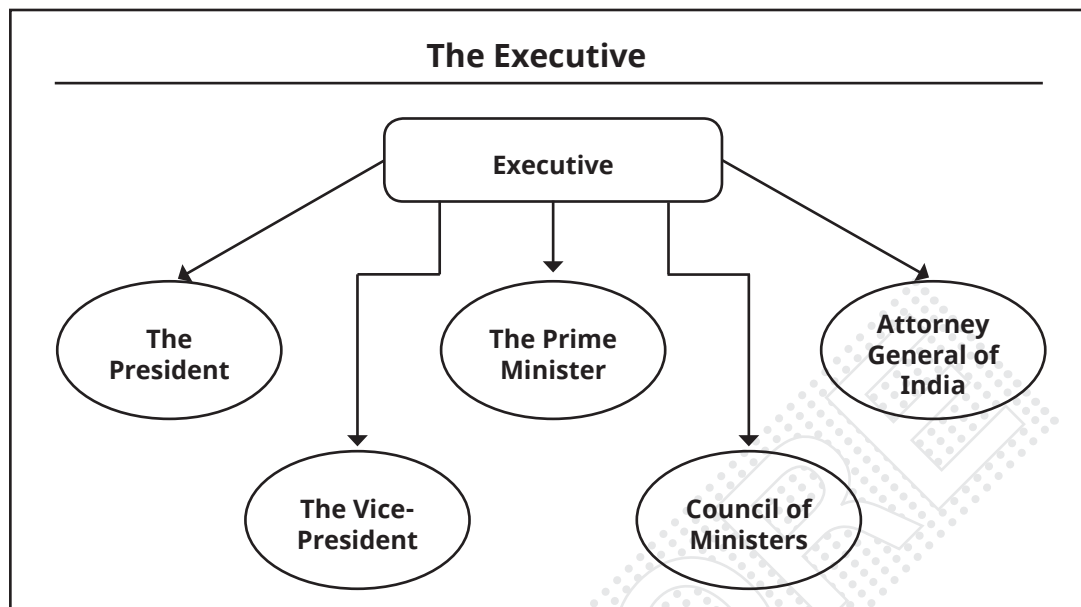 The Executive
Executive
The
President
The Prime
Minister
Attorney
General of
India
The Vice-
President
Council of
Ministers